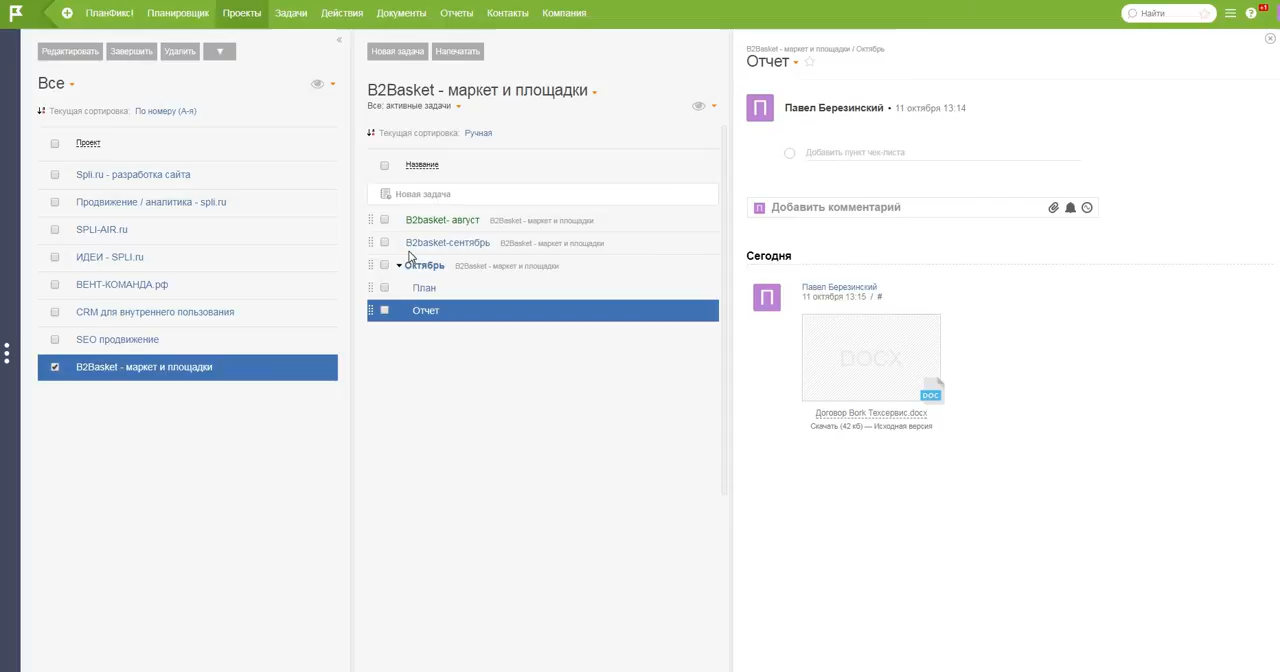 ПланФикс!
Планировщик
Проекты
Задачи
Действия
Документы
Отчеты
Контакты
Компания
Найти
?
+1
Редактировать
Завершить
Удалить
▼
Все
Текущая сортировка: По номеру (А-я)
Проект
Spli.ru - разработка сайта
Продвижение / аналитика - spli.ru
SPLI-AIR.ru
ИДЕИ - SPLI.ru
ВЕНТ-КОМАНДА.рф
CRM для внутреннего пользования
SEO продвижение
B2Basket - маркет и площадки
Новая задача
Напечатать
B2Basket - маркет и площадки
Все: активные задачи
Текущая сортировка: Ручная
Название
Новая задача
B2basket- август B2Basket - маркет и площадки
B2basket-сентябрь B2Basket - маркет и площадки
Октябрь B2Basket - маркет и площадки
План
Отчет
B2Basket - маркет и площадки / Октябрь
Отчет
П
Павел Березинский • 11 октября 13:14
Добавить пункт чек-листа
П
Добавить комментарий
Сегодня
П
Павел Березинский
11 октября 13:15 / #
DOCX
DOC
Договор Bork Техсервис.docx
Скачать (42 кб) — Исходная версия